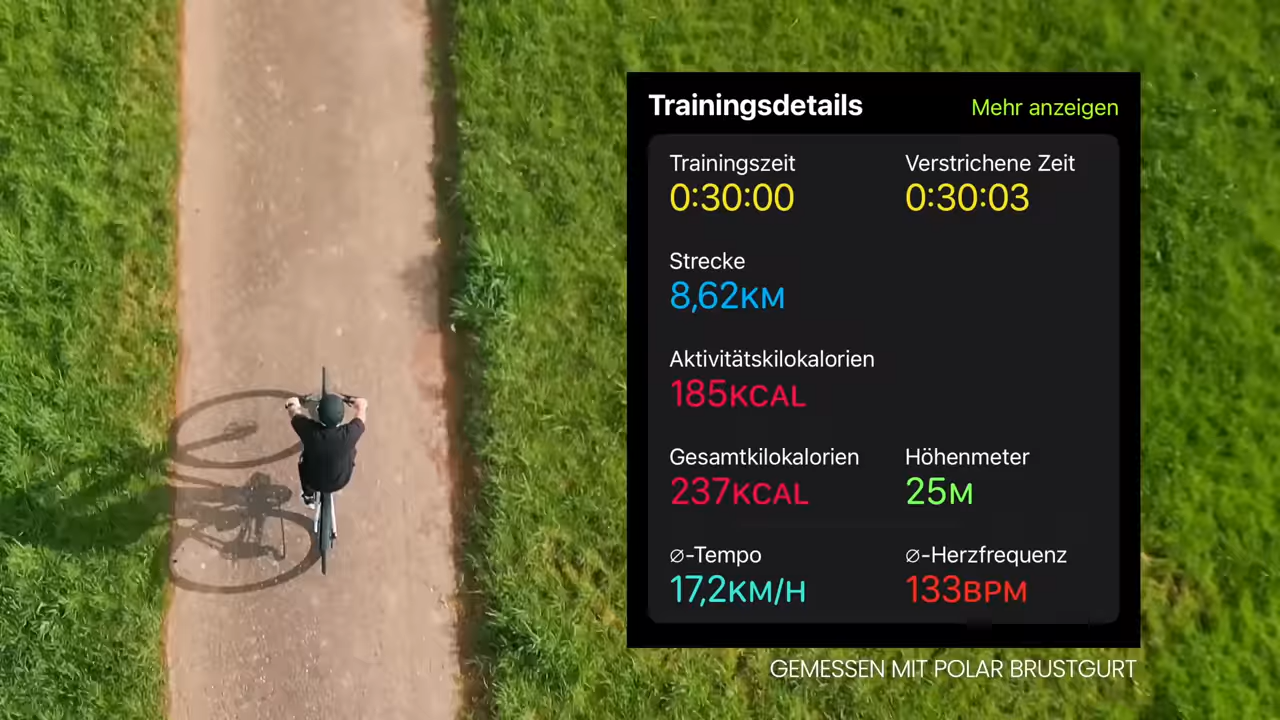 Trainingsdetails Mehr anzeigen
Trainingszeit Verstrichene Zeit
0:30:00 0:30:03
Strecke
8,62KM
Aktivitätskilokalorien
185KCAL
Gesamtkilokalorien Höhenmeter
237KCAL 25M
⌀-Tempo ⌀-Herzfrequenz
17,2KM/H 133BPM
GEMESSEN MIT POLAR BRUSTGURT